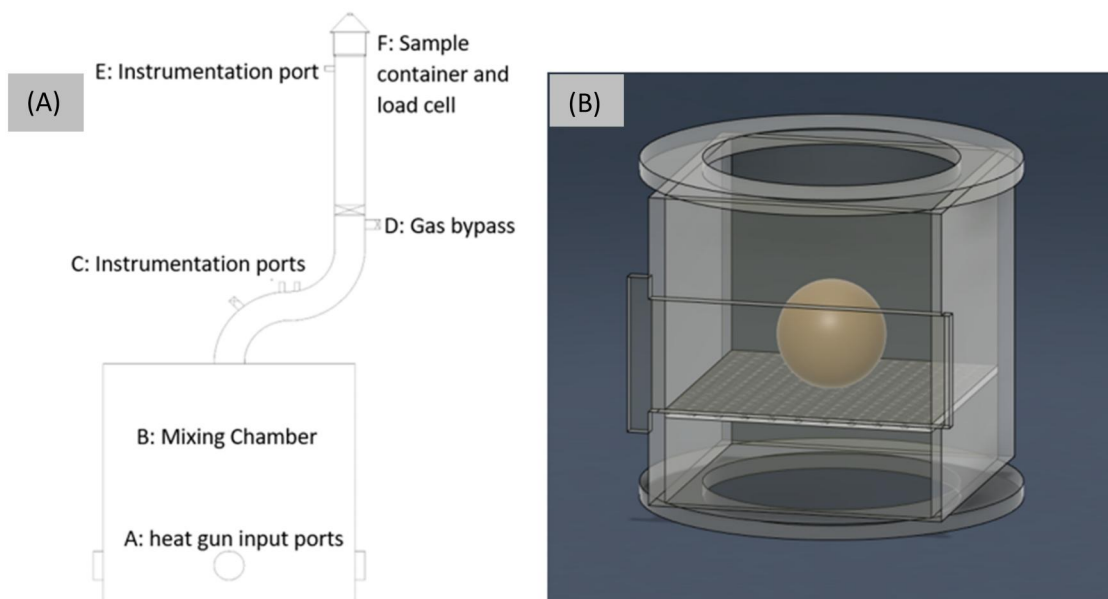 (A)
E: Instrumentation port
F: Sample
container and
load cell
D: Gas bypass
C: Instrumentation ports
B: Mixing Chamber
A: heat gun input ports
(B)